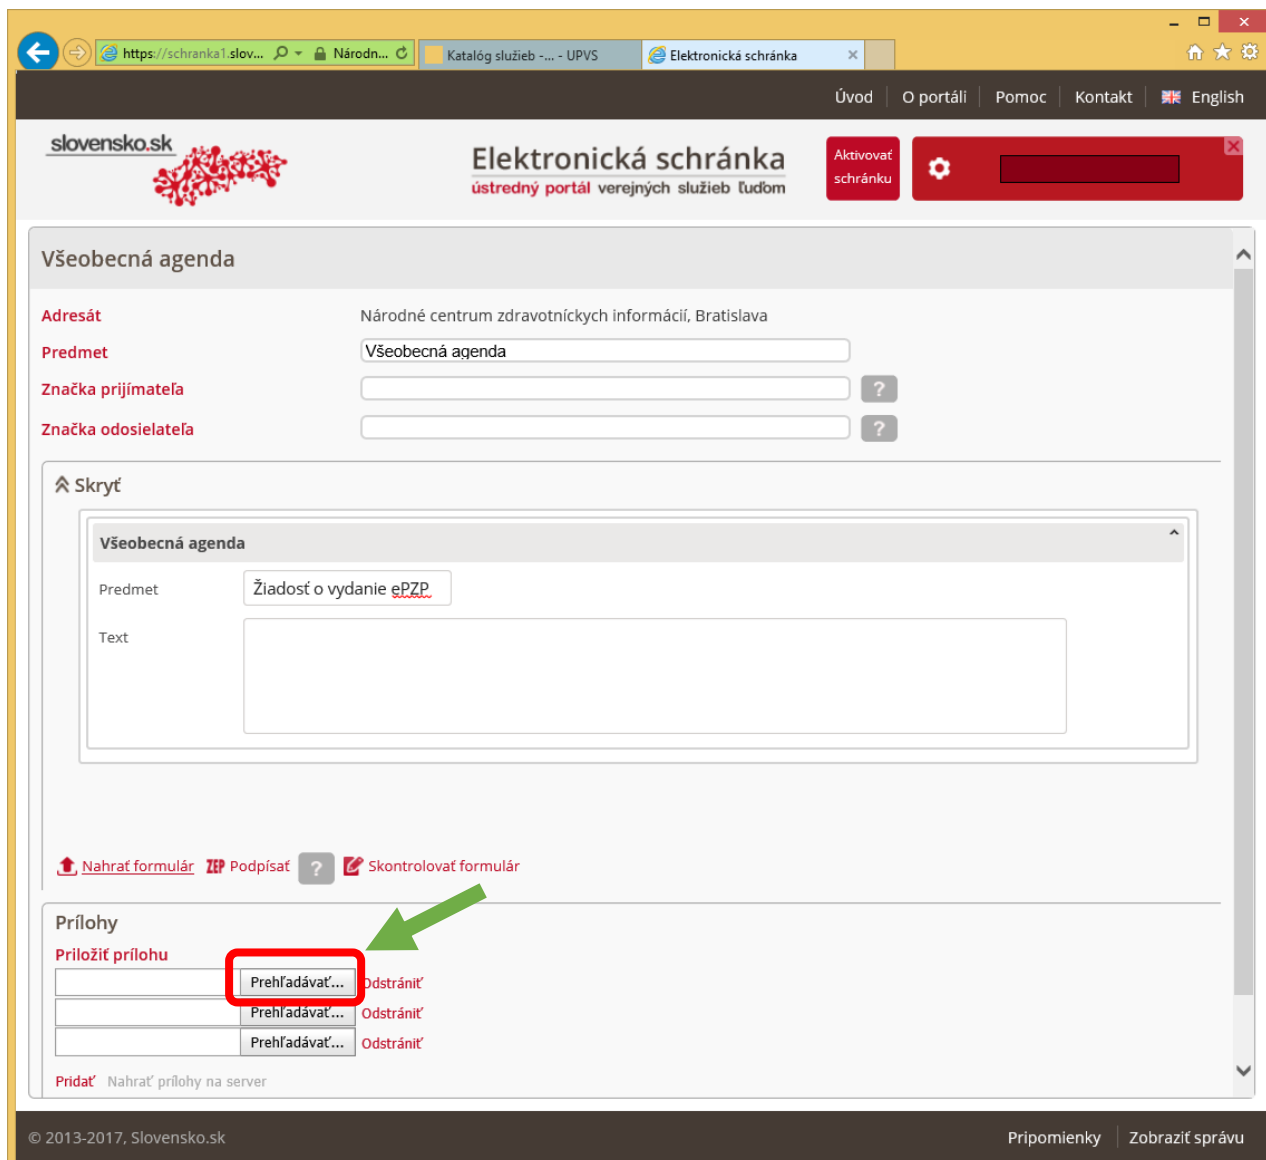 https://schranka1.slov... Národn... Katalóg služieb -... - UPVS Elektronická schránka
Úvod O portáli Pomoc Kontakt English
slovensko.sk
Elektronická schránka
ústredný portál verejných služieb ľuďom
Aktivovať
schránku
Všeobecná agenda
Adresát Národné centrum zdravotníckych informácií, Bratislava
Predmet Všeobecná agenda
Značka prijímateľa ?
Značka odosielateľa ?
Skryť
Všeobecná agenda
Predmet Žiadosť o vydanie ePZP
Text
Nahrať formulár ZEP Podpísať ? Skontrolovať formulár
Prílohy
Priložiť prílohu
Prehľadávať... Odstrániť
Prehľadávať... Odstrániť
Prehľadávať... Odstrániť
Pridať Nahrať prílohy na server
© 2013-2017, Slovensko.sk Pripomienky Zobraziť správu